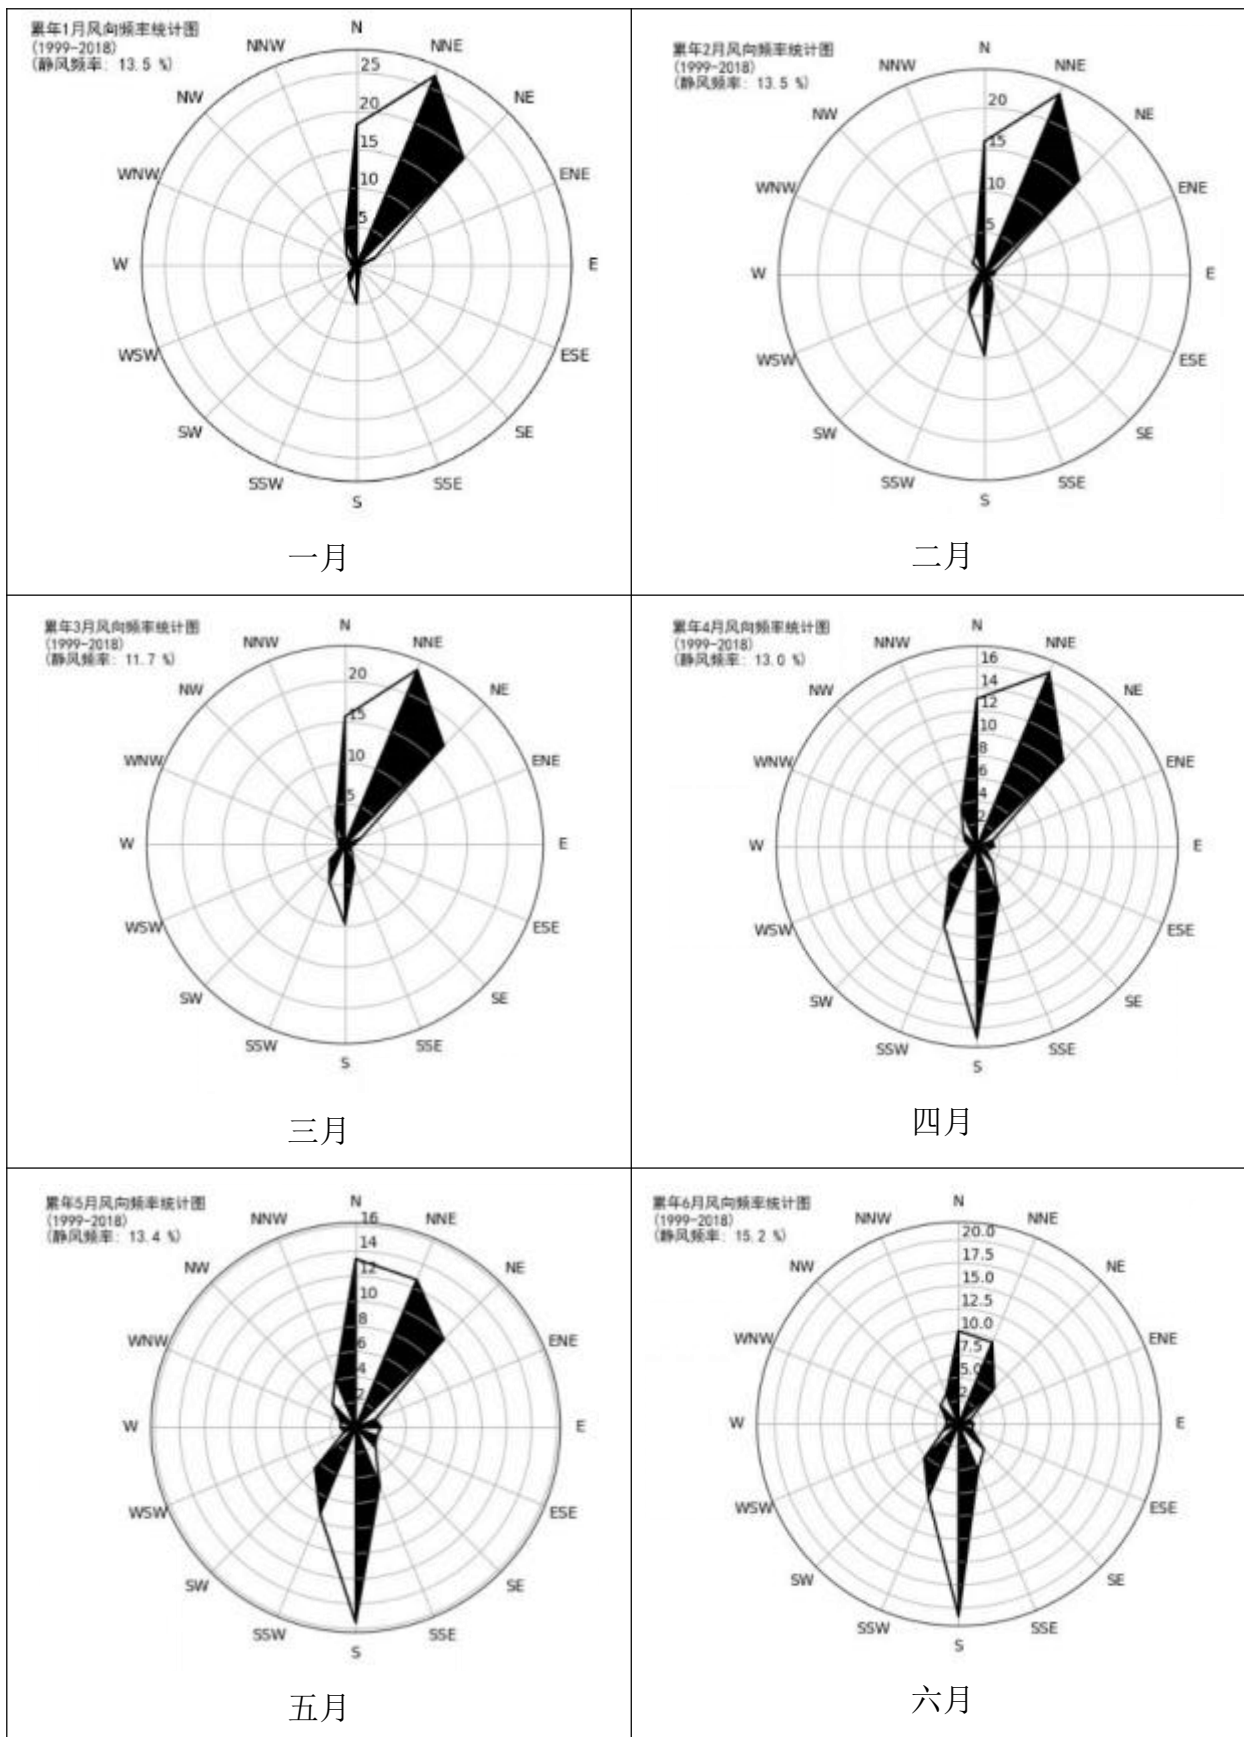 累年1月风向频率统计图
(1999-2018)
(静风频率: 13.5 %)
N
NNE
NE
ENE
E
ESE
SE
SSE
S
SSW
SW
WSW
W
WNW
NW
NNW
25
20
15
10
5
一月
累年2月风向频率统计图
(1999-2018)
(静风频率: 13.5 %)
N
NNE
NE
ENE
E
ESE
SE
SSE
S
SSW
SW
WSW
W
WNW
NW
NNW
20
15
10
5
二月
累年3月风向频率统计图
(1999-2018)
(静风频率: 11.7 %)
N
NNE
NE
ENE
E
ESE
SE
SSE
S
SSW
SW
WSW
W
WNW
NW
NNW
20
15
10
5
三月
累年4月风向频率统计图
(1999-2018)
(静风频率: 13.0 %)
N
NNE
NE
ENE
E
ESE
SE
SSE
S
SSW
SW
WSW
W
WNW
NW
NNW
16
14
12
10
8
6
4
2
四月
累年5月风向频率统计图
(1999-2018)
(静风频率: 13.4 %)
N
NNE
NE
ENE
E
ESE
SE
SSE
S
SSW
SW
WSW
W
WNW
NW
NNW
16
14
12
10
8
6
4
2
五月
累年6月风向频率统计图
(1999-2018)
(静风频率: 15.2 %)
N
NNE
NE
ENE
E
ESE
SE
SSE
S
SSW
SW
WSW
W
WNW
NW
NNW
20.0
17.5
15.0
12.5
10.0
7.5
5.0
六月